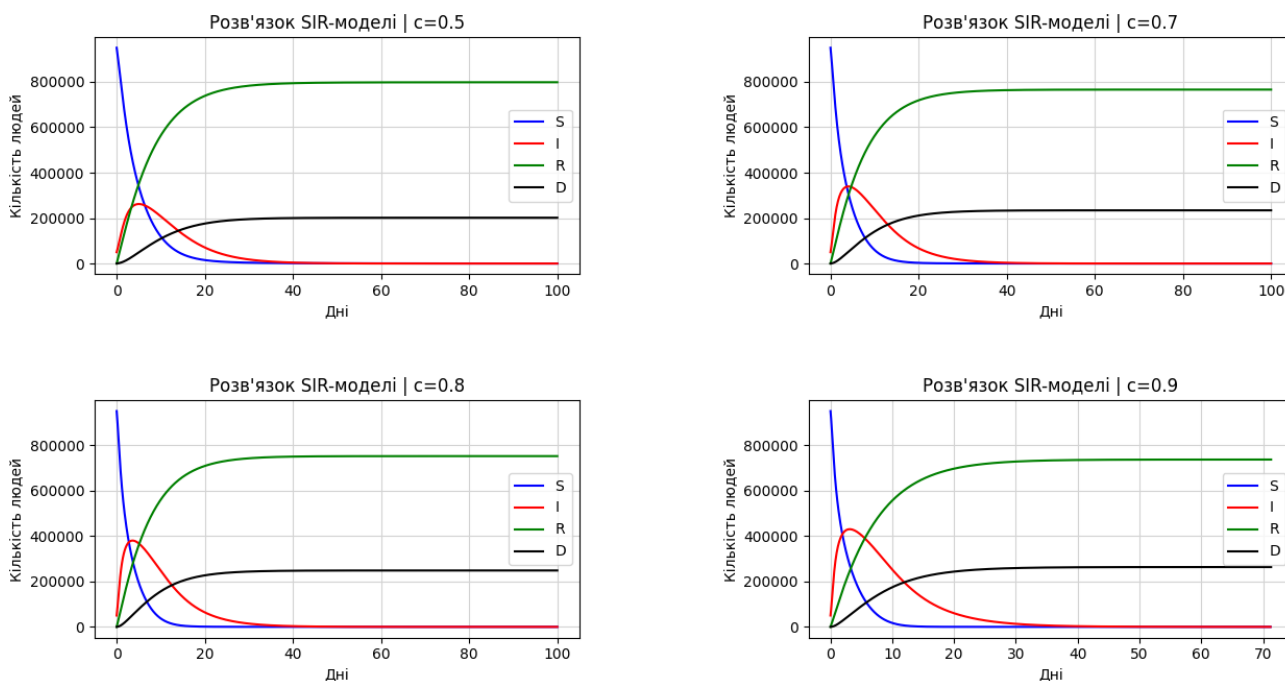 Розв'язок SIR-моделі | c=0.5
Кількість людей
800000
600000
400000
200000
0
0 20 40 60 80 100
Дні
S
I
R
D
Розв'язок SIR-моделі | c=0.7
Кількість людей
800000
600000
400000
200000
0
0 20 40 60 80 100
Дні
S
I
R
D
Розв'язок SIR-моделі | c=0.8
Кількість людей
800000
600000
400000
200000
0
0 20 40 60 80 100
Дні
S
I
R
D
Розв'язок SIR-моделі | c=0.9
Кількість людей
800000
600000
400000
200000
0
0 10 20 30 40 50 60 70
Дні
S
I
R
D